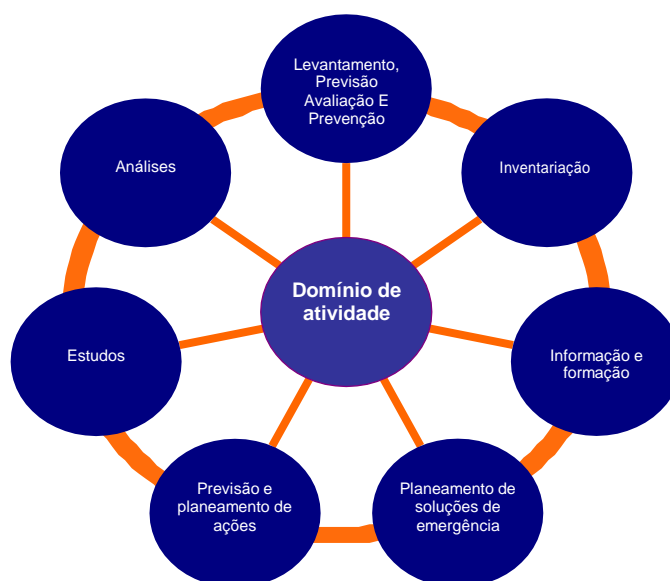 Levantamento,
Previsão
Avaliação E
Prevenção
Análises
Inventariação
Domínio de
atividade
Estudos
Informação e
formação
Previsão e
planeamento de
ações
Planeamento de
soluções de
emergência